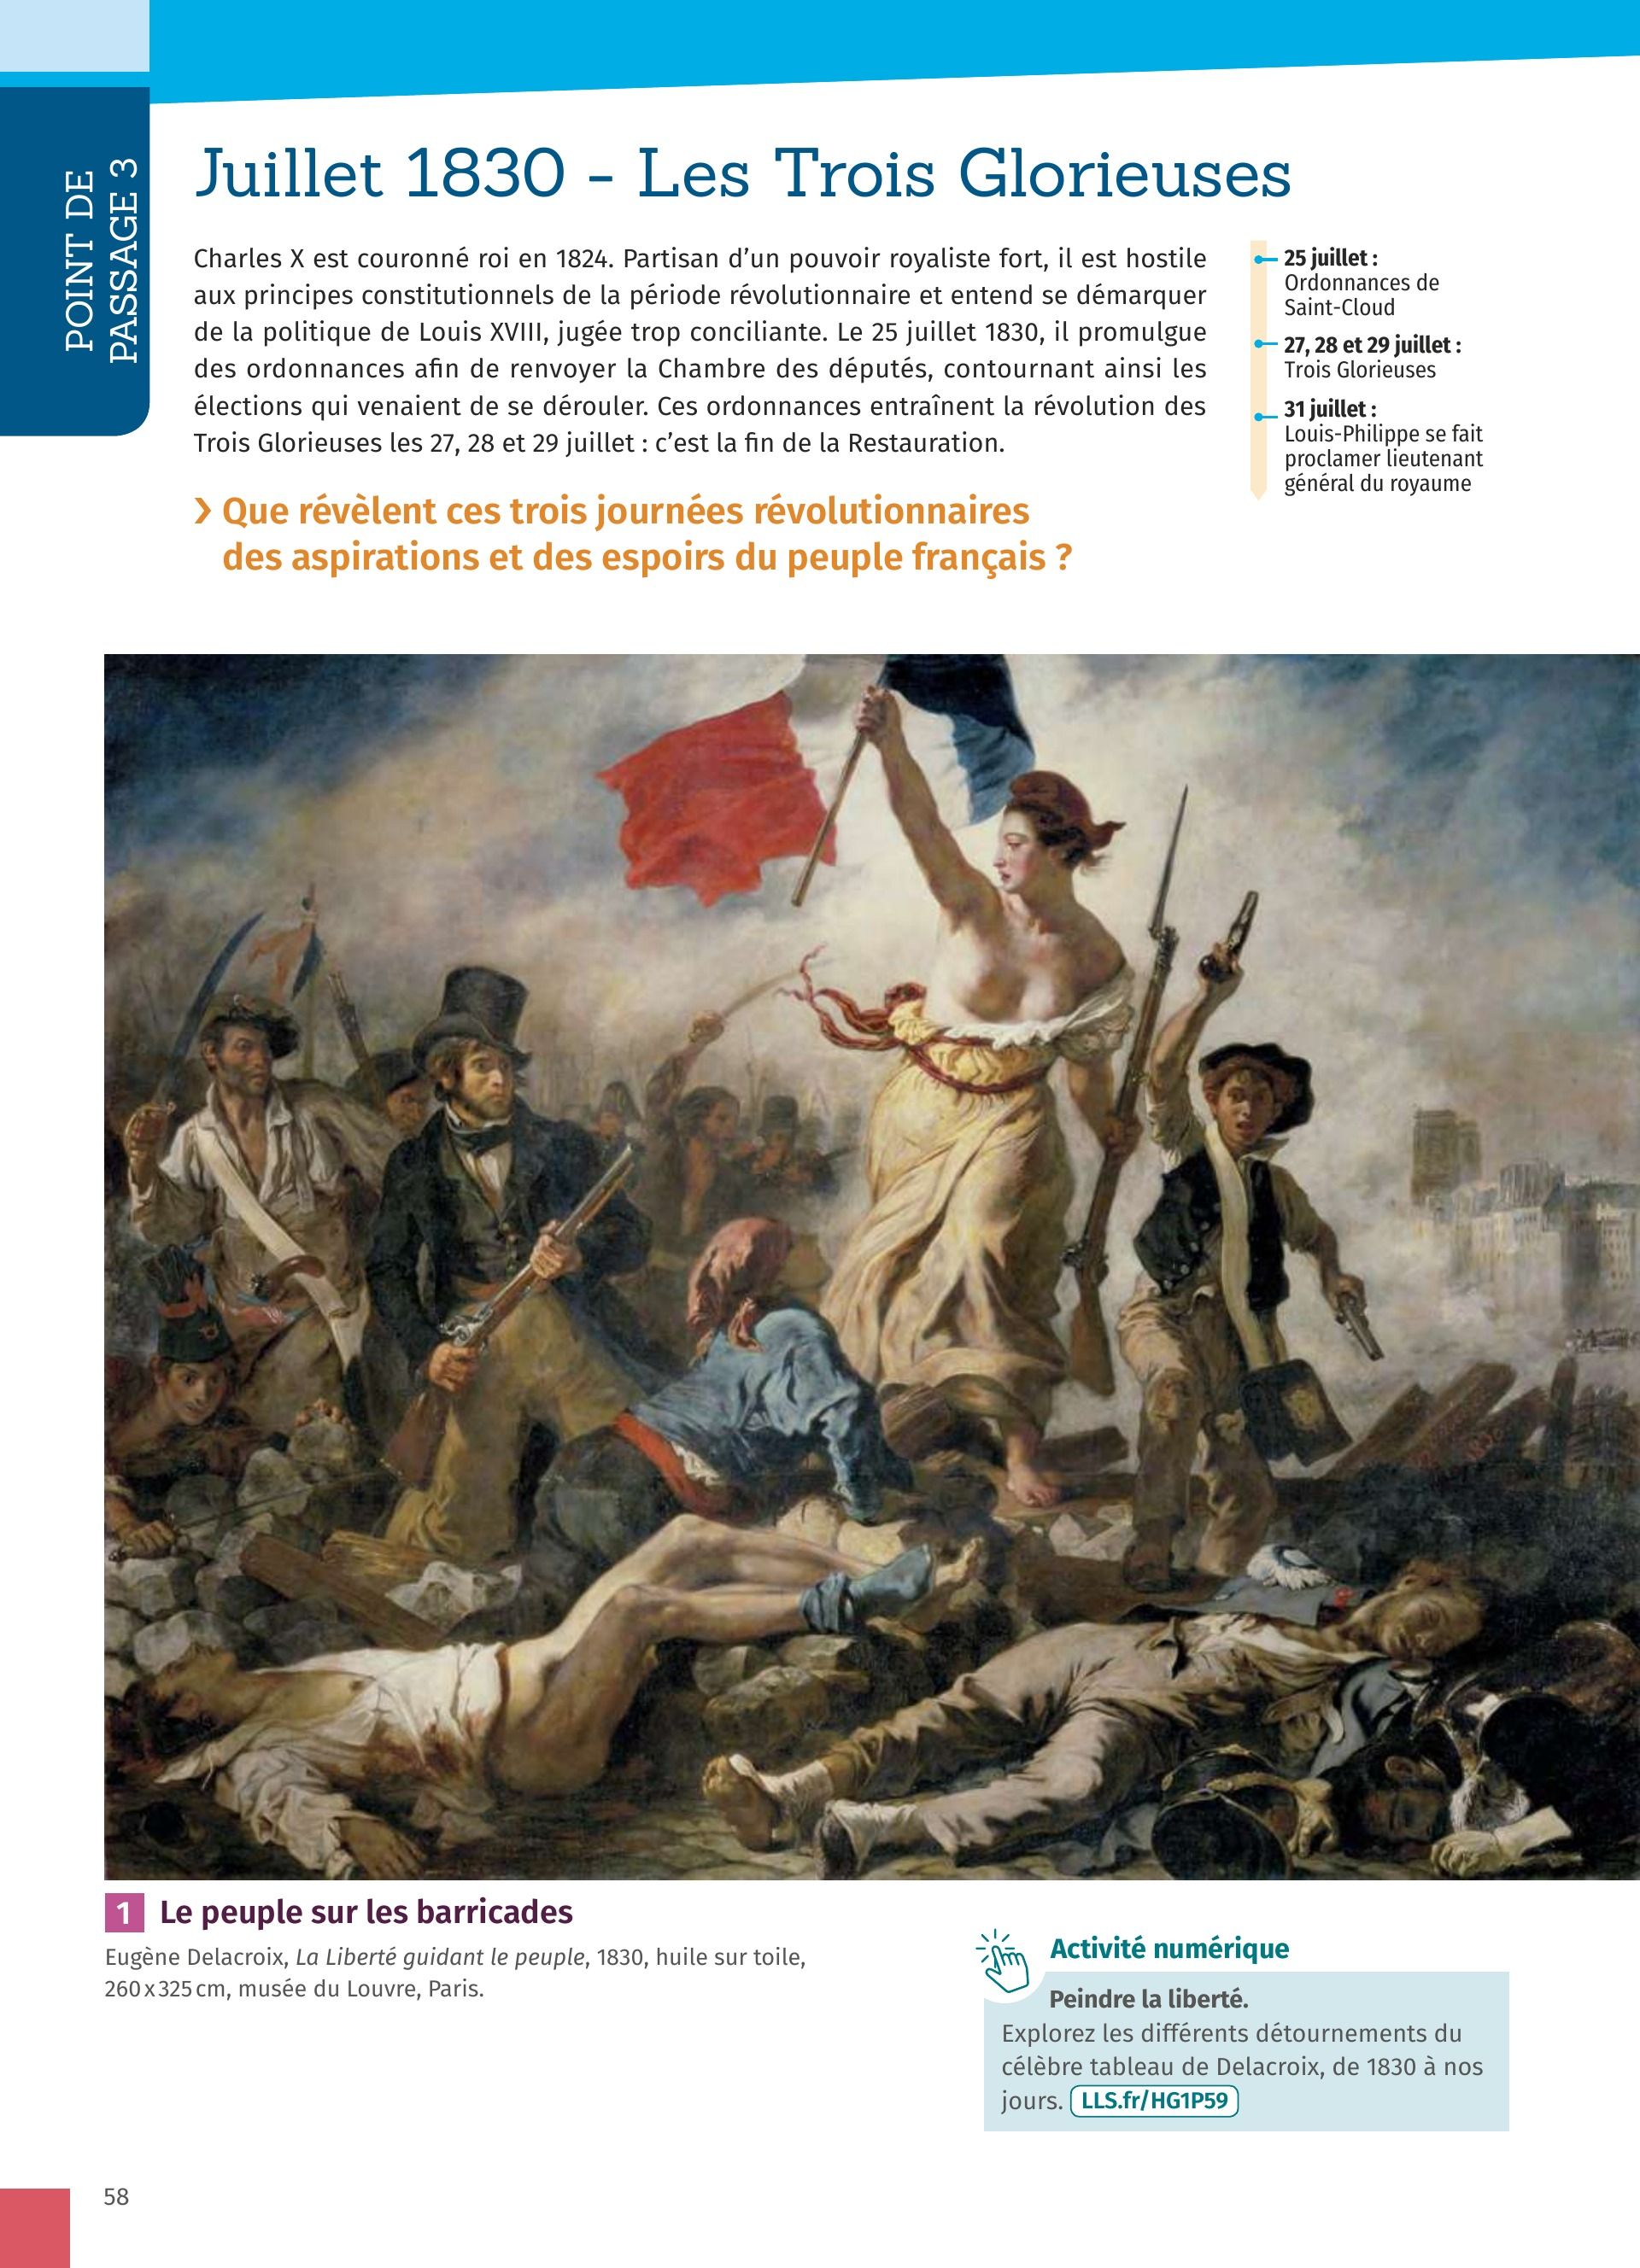 POINT DE
PASSAGE 3
Juillet 1830 - Les Trois Glorieuses
Charles X est couronné roi en 1824. Partisan d’un pouvoir royaliste fort, il est hostile
aux principes constitutionnels de la période révolutionnaire et entend se démarquer
de la politique de Louis XVIII, jugée trop conciliante. Le 25 juillet 1830, il promulgue
des ordonnances afin de renvoyer la Chambre des députés, contournant ainsi les
élections qui venaient de se dérouler. Ces ordonnances entraînent la révolution des
Trois Glorieuses les 27, 28 et 29 juillet : c’est la fin de la Restauration.
25 juillet :
Ordonnances de
Saint-Cloud
27, 28 et 29 juillet :
Trois Glorieuses
31 juillet :
Louis-Philippe se fait
proclamer lieutenant
général du royaume
› Que révèlent ces trois journées révolutionnaires
des aspirations et des espoirs du peuple français ?
1 Le peuple sur les barricades
Eugène Delacroix, La Liberté guidant le peuple, 1830, huile sur toile,
260 x 325 cm, musée du Louvre, Paris.
Activité numérique
Peindre la liberté.
Explorez les différents détournements du
célèbre tableau de Delacroix, de 1830 à nos
jours. LLS.fr/HG1P59
58